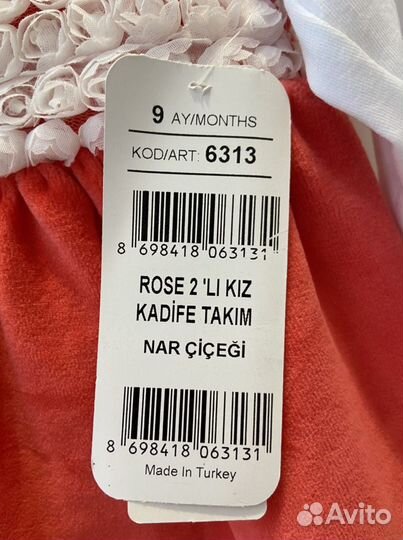 9 AY/MONTHS
KOD/ART: 6313
8 698418 063131
ROSE 2 'LI KIZ
KADİFE TAKIM
NAR ÇİÇEĞİ
8 698418 063131
Made In Turkey
Avito